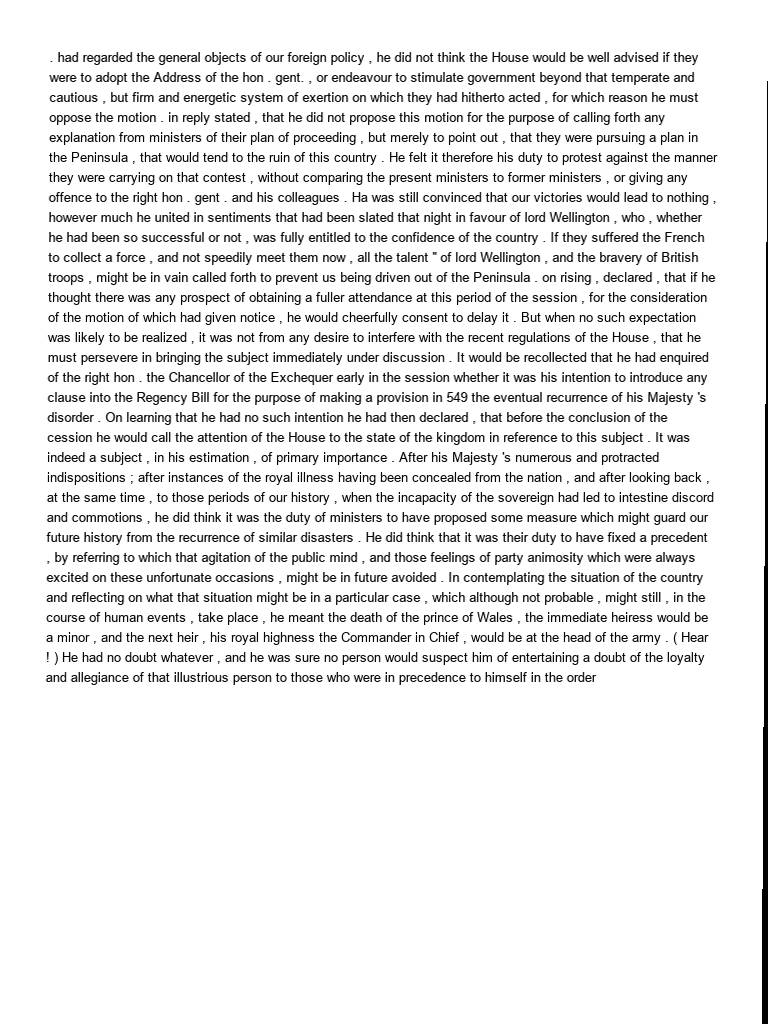 . had regarded the general objects of our foreign policy , he did not think the House would be well advised if they
were to adopt the Address of the hon . gent. , or endeavour to stimulate government beyond that temperate and
cautious , but firm and energetic system of exertion on which they had hitherto acted , for which reason he must
oppose the motion . in reply stated , that he did not propose this motion for the purpose of calling forth any
explanation from ministers of their plan of proceeding , but merely to point out , that they were pursuing a plan in
the Peninsula , that would tend to the ruin of this country . He felt it therefore his duty to protest against the manner
they were carrying on that contest , without comparing the present ministers to former ministers , or giving any
offence to the right hon . gent . and his colleagues . Ha was still convinced that our victories would lead to nothing ,
however much he united in sentiments that had been slated that night in favour of lord Wellington , who , whether
he had been so successful or not , was fully entitled to the confidence of the country . If they suffered the French
to collect a force , and not speedily meet them now , all the talent " of lord Wellington , and the bravery of British
troops , might be in vain called forth to prevent us being driven out of the Peninsula . on rising , declared , that if he
thought there was any prospect of obtaining a fuller attendance at this period of the session , for the consideration
of the motion of which had given notice , he would cheerfully consent to delay it . But when no such expectation
was likely to be realized , it was not from any desire to interfere with the recent regulations of the House , that he
must persevere in bringing the subject immediately under discussion . It would be recollected that he had enquired
of the right hon . the Chancellor of the Exchequer early in the session whether it was his intention to introduce any
clause into the Regency Bill for the purpose of making a provision in 549 the eventual recurrence of his Majesty 's
disorder . On learning that he had no such intention he had then declared , that before the conclusion of the
cession he would call the attention of the House to the state of the kingdom in reference to this subject . It was
indeed a subject , in his estimation , of primary importance . After his Majesty 's numerous and protracted
indispositions ; after instances of the royal illness having been concealed from the nation , and after looking back ,
at the same time , to those periods of our history , when the incapacity of the sovereign had led to intestine discord
and commotions , he did think it was the duty of ministers to have proposed some measure which might guard our
future history from the recurrence of similar disasters . He did think that it was their duty to have fixed a precedent
, by referring to which that agitation of the public mind , and those feelings of party animosity which were always
excited on these unfortunate occasions , might be in future avoided . In contemplating the situation of the country
and reflecting on what that situation might be in a particular case , which although not probable , might still , in the
course of human events , take place , he meant the death of the prince of Wales , the immediate heiress would be
a minor , and the next heir , his royal highness the Commander in Chief , would be at the head of the army . ( Hear
! ) He had no doubt whatever , and he was sure no person would suspect him of entertaining a doubt of the loyalty
and allegiance of that illustrious person to those who were in precedence to himself in the order